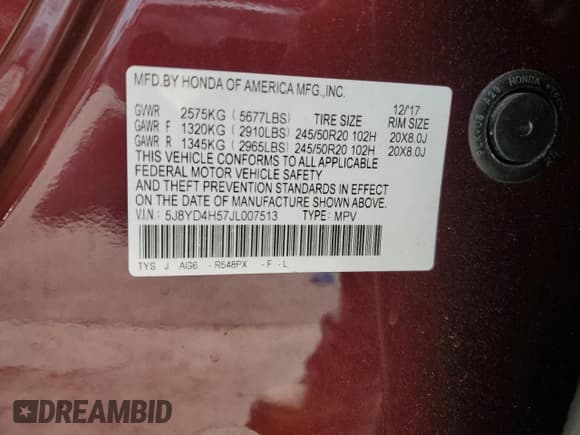 MFD.BY HONDA OF AMERICA MFG.,INC.
12/'17
GVWR 2575KG (5677LBS) TIRE SIZE RIM SIZE
GAWR F 1320KG (2910LBS) 245/50R20 102H 20X8.0J
GAWR R 1345KG (2965LBS) 245/50R20 102H 20X8.0J
THIS VEHICLE CONFORMS TO ALL APPLICABLE
FEDERAL MOTOR VEHICLE SAFETY
AND THEFT PREVENTION STANDARDS IN EFFECT
ON THE DATE OF MANUFACTURE SHOWN ABOVE.
V.I.N: 5J8YD4H57JL007513 TYPE: MPV
TYS J AG6 - R548PX - F - L
HONDA
DREAMBID